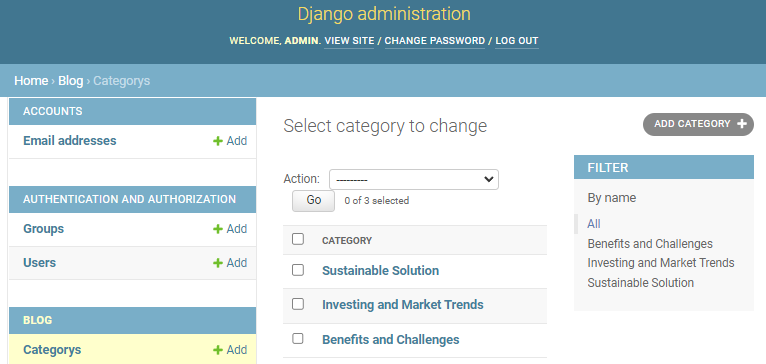 Django administration
WELCOME, ADMIN. VIEW SITE / CHANGE PASSWORD / LOG OUT
Home › Blog › Categorys
ACCOUNTS
Email addresses + Add
AUTHENTICATION AND AUTHORIZATION
Groups + Add
Users + Add
BLOG
Categorys + Add
Select category to change
ADD CATEGORY +
Action: ---------
Go 0 of 3 selected
CATEGORY
Sustainable Solution
Investing and Market Trends
Benefits and Challenges
FILTER
By name
All
Benefits and Challenges
Investing and Market Trends
Sustainable Solution